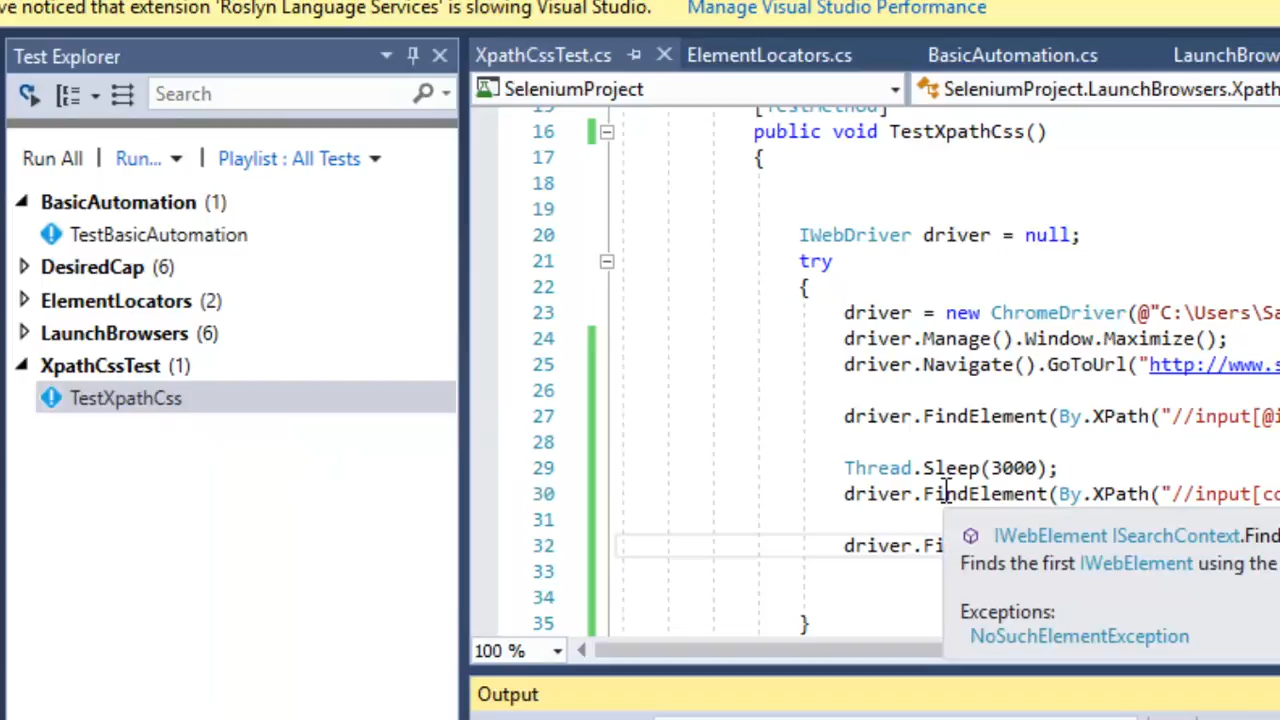 ve noticed that extension 'Roslyn Language Services' is slowing Visual Studio. Manage Visual Studio Performance
Test Explorer
Search
Run All | Run... | Playlist : All Tests
BasicAutomation (1)
TestBasicAutomation
DesiredCap (6)
ElementLocators (2)
LaunchBrowsers (6)
XpathCssTest (1)
TestXpathCss
XpathCssTest.cs ElementLocators.cs BasicAutomation.cs LaunchBrow
SeleniumProject SeleniumProject.LaunchBrowsers.Xpath
15 [TestMethod]
16 public void TestXpathCss()
17 {
18
19
20 IWebDriver driver = null;
21 try
22 {
23 driver = new ChromeDriver(@"C:\Users\Sa
24 driver.Manage().Window.Maximize();
25 driver.Navigate().GoToUrl("http://www.s
26
27 driver.FindElement(By.XPath("//input[@i
28
29 Thread.Sleep(3000);
30 driver.FindElement(By.XPath("//input[co
31
32 driver.Fi
33
34
35 }
IWebElement ISearchContext.Find
Finds the first IWebElement using the
Exceptions:
NoSuchElementException
100 %
Output